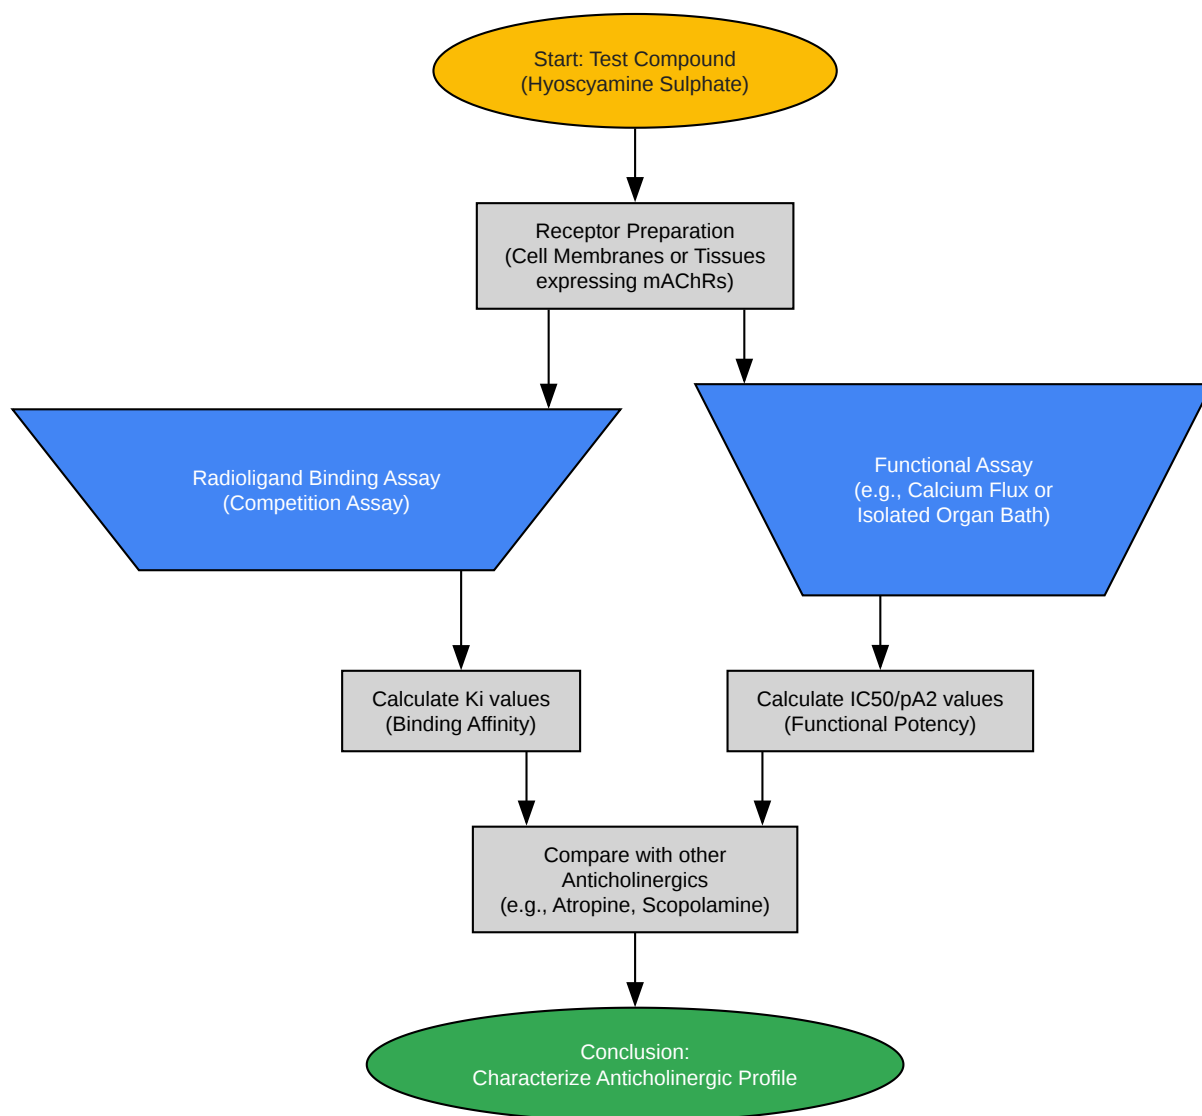 Start: Test Compound
(Hyoscyamine Sulphate)
Receptor Preparation
(Cell Membranes or Tissues
expressing mAChRs)
Radioligand Binding Assay
(Competition Assay)
Functional Assay
(e.g., Calcium Flux or
Isolated Organ Bath)
Calculate Ki values
(Binding Affinity)
Calculate IC50/pA2 values
(Functional Potency)
Compare with other
Anticholinergics
(e.g., Atropine, Scopolamine)
Conclusion:
Characterize Anticholinergic Profile